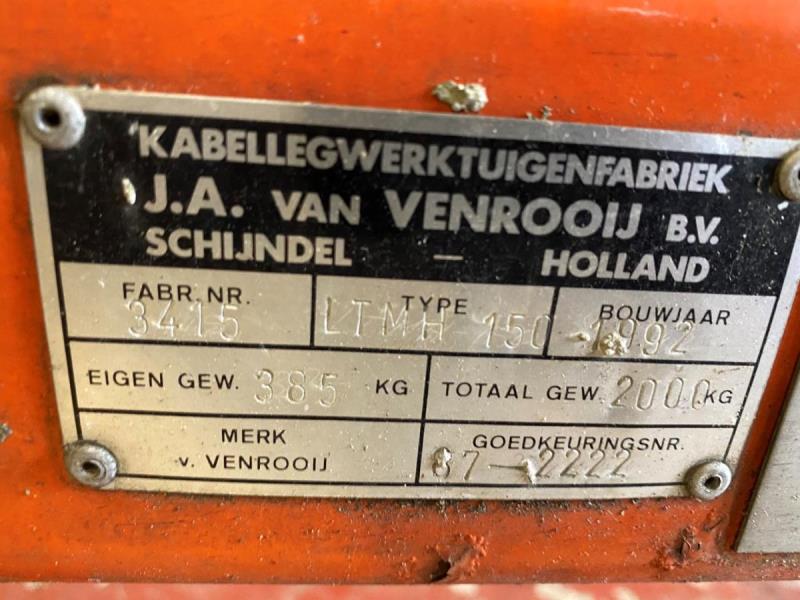 KABELLEGWERKTUIGENFABRIEK
J.A. VAN VENROOIJ B.V.
SCHIJNDEL — HOLLAND
FABR. NR. TYPE BOUWJAAR
3415 LTMH 150 1992
EIGEN GEW. 385 KG TOTAAL GEW. 2000 KG
MERK GOEDKEURINGSNR.
v. VENROOIJ 87-2222